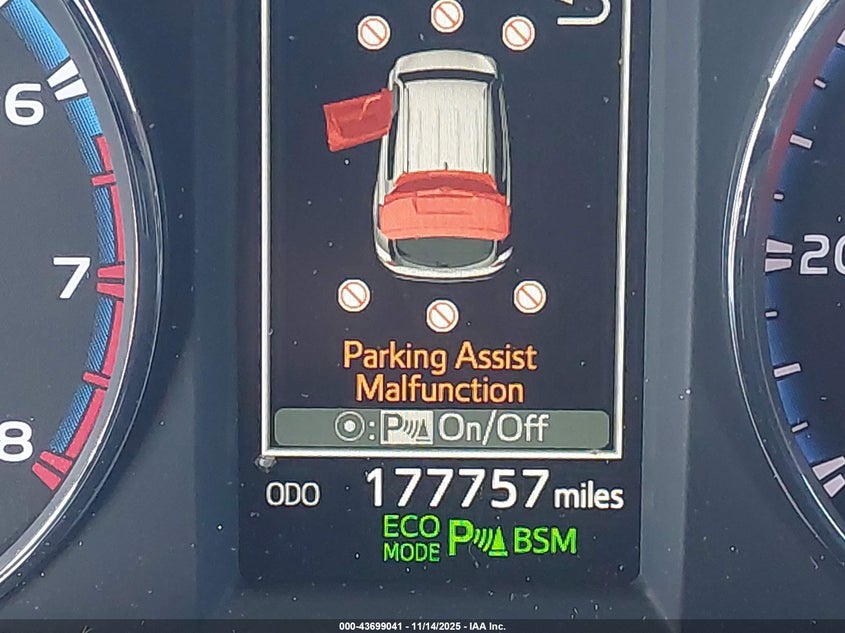 6
7
8
20
Parking Assist
Malfunction
P On/Off
ODO 177757 miles
ECO
MODE
P BSM
000-43699041 - 11/14/2025 - IAA Inc.